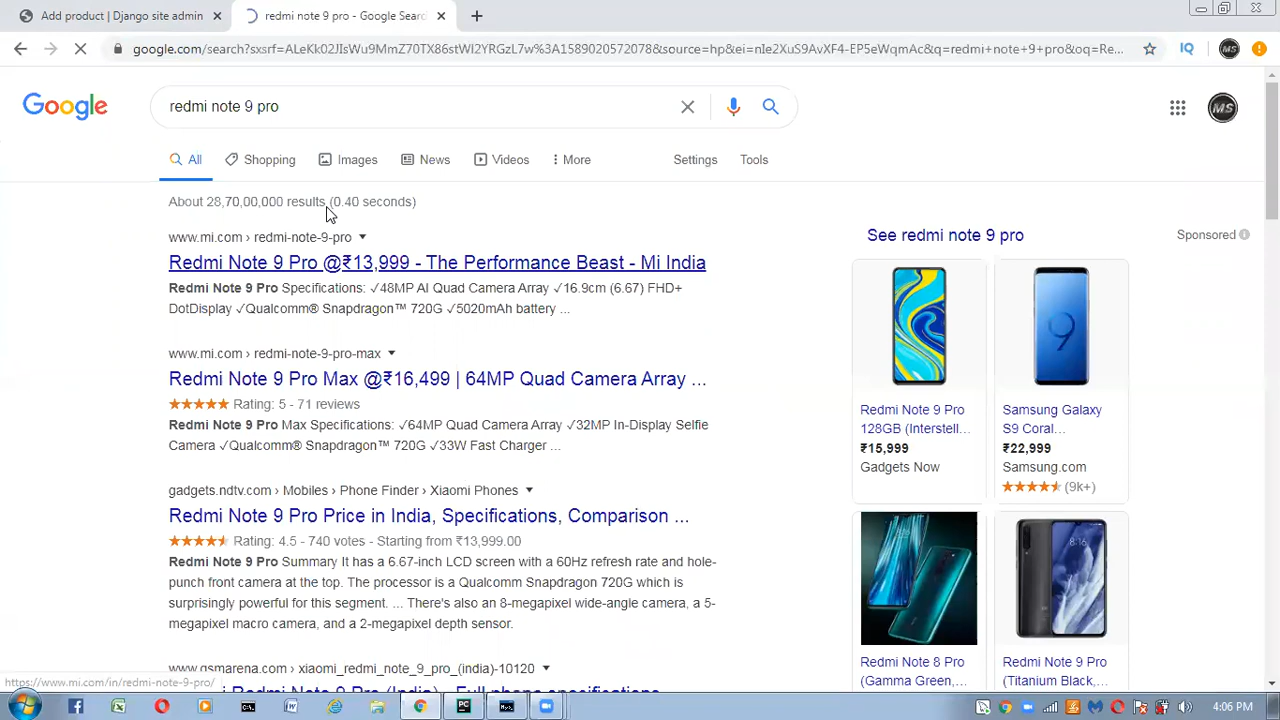 Add product | Django site admin
redmi note 9 pro - Google Sear
google.com/search?sxsrf=ALeKk02JIsWu9MmZ70TX86stWI2YRGzL7w%3A1589020572078&source=hp&ei=nIe2XuS9AvXF4-EP5eWqmAc&q=redmi+note+9+pro&oq=Re...
IQ
MS
Google
redmi note 9 pro
MS
All
Shopping
Images
News
Videos
More
Settings
Tools
About 28,70,00,000 results (0.40 seconds)
www.mi.com › redmi-note-9-pro
Redmi Note 9 Pro @₹13,999 - The Performance Beast - Mi India
Redmi Note 9 Pro Specifications: √48MP AI Quad Camera Array √16.9cm (6.67) FHD+
DotDisplay √Qualcomm® Snapdragon™ 720G √5020mAh battery ...
www.mi.com › redmi-note-9-pro-max
Redmi Note 9 Pro Max @₹16,499 | 64MP Quad Camera Array ...
Rating: 5 - 71 reviews
Redmi Note 9 Pro Max Specifications: √64MP Quad Camera Array √32MP In-Display Selfie
Camera √Qualcomm® Snapdragon™ 720G √33W Fast Charger ...
gadgets.ndtv.com › Mobiles › Phone Finder › Xiaomi Phones
Redmi Note 9 Pro Price in India, Specifications, Comparison ...
Rating: 4.5 - 740 votes - Starting from ₹13,999.00
Redmi Note 9 Pro Summary It has a 6.67-inch LCD screen with a 60Hz refresh rate and hole-
punch front camera at the top. The processor is a Qualcomm Snapdragon 720G which is
surprisingly powerful for this segment. ... There's also an 8-megapixel wide-angle camera, a 5-
megapixel macro camera, and a 2-megapixel depth sensor.
www.gsmarena.com › xiaomi_redmi_note_9_pro_(india)-10120
Redmi Note 9 Pro (India) - Full phone specifications
See redmi note 9 pro
Sponsored
Redmi Note 9 Pro
128GB (Interstell...
₹15,999
Gadgets Now
Samsung Galaxy
S9 Coral...
₹22,999
Samsung.com
(9k+)
Redmi Note 8 Pro
(Gamma Green,
8:16
Redmi Note 9 Pro
(Titanium Black,
https://www.mi.com/in/redmi-note-9-pro/
4:06 PM